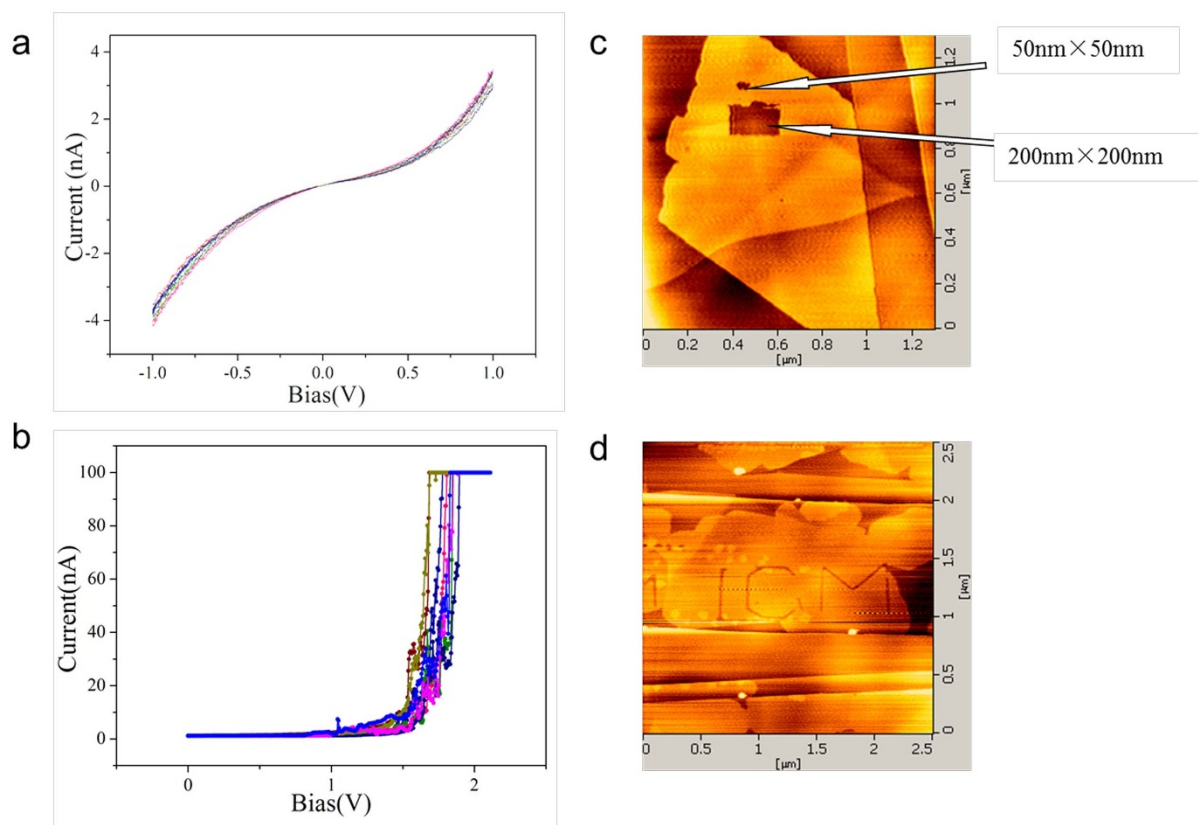 a
4
2
0
-2
-4
Current (nA)
-1.0 -0.5 0.0 0.5 1.0
Bias(V)
b
100
80
60
40
20
0
Current(nA)
0 1 2
Bias(V)
c
50nm×50nm
200nm×200nm
1.2
1
0.8
0.6
0.4
0.2
0
[µm]
0 0.2 0.4 0.6 0.8 1 1.2
[µm]
d
ICM
2.5
2
1.5
1
0.5
0
[µm]
0 0.5 1 1.5 2 2.5
[µm]